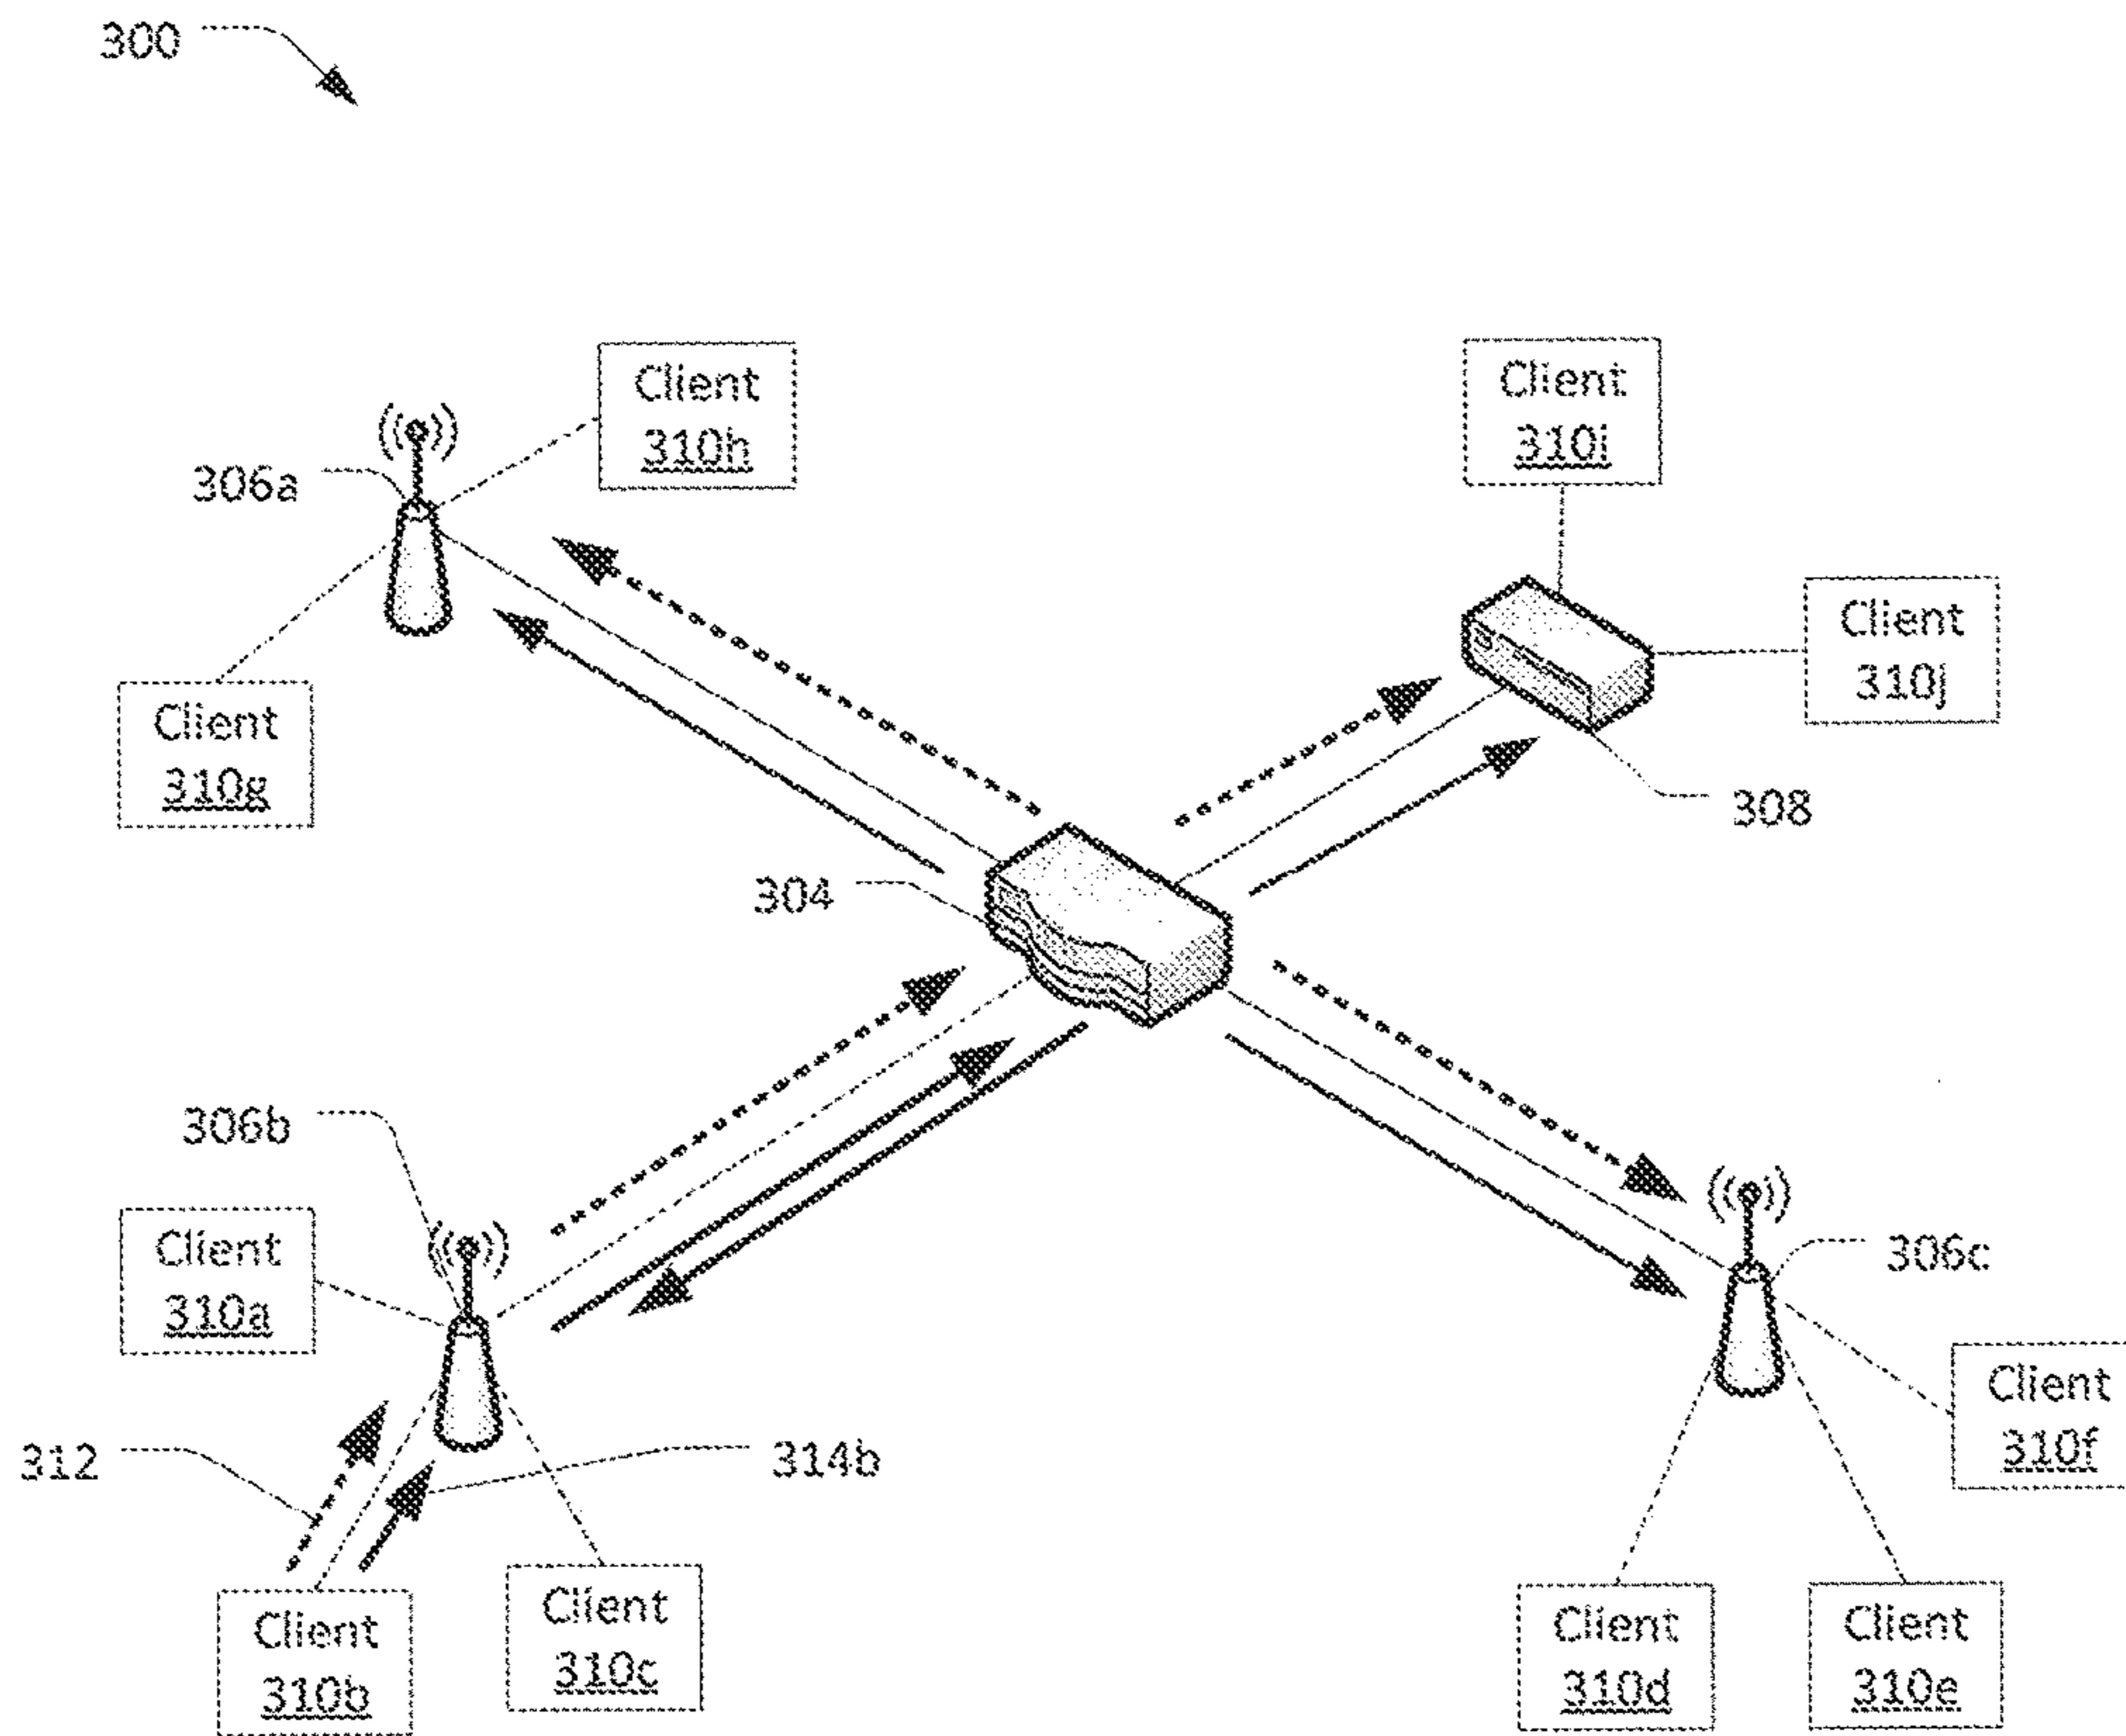 300
Client
310h
Client
310i
306a
Client
310j
Client
310g
308
304
306b
Client
310a
306c
Client
310f
312
314b
Client
310b
Client
310c
Client
310d
Client
310e